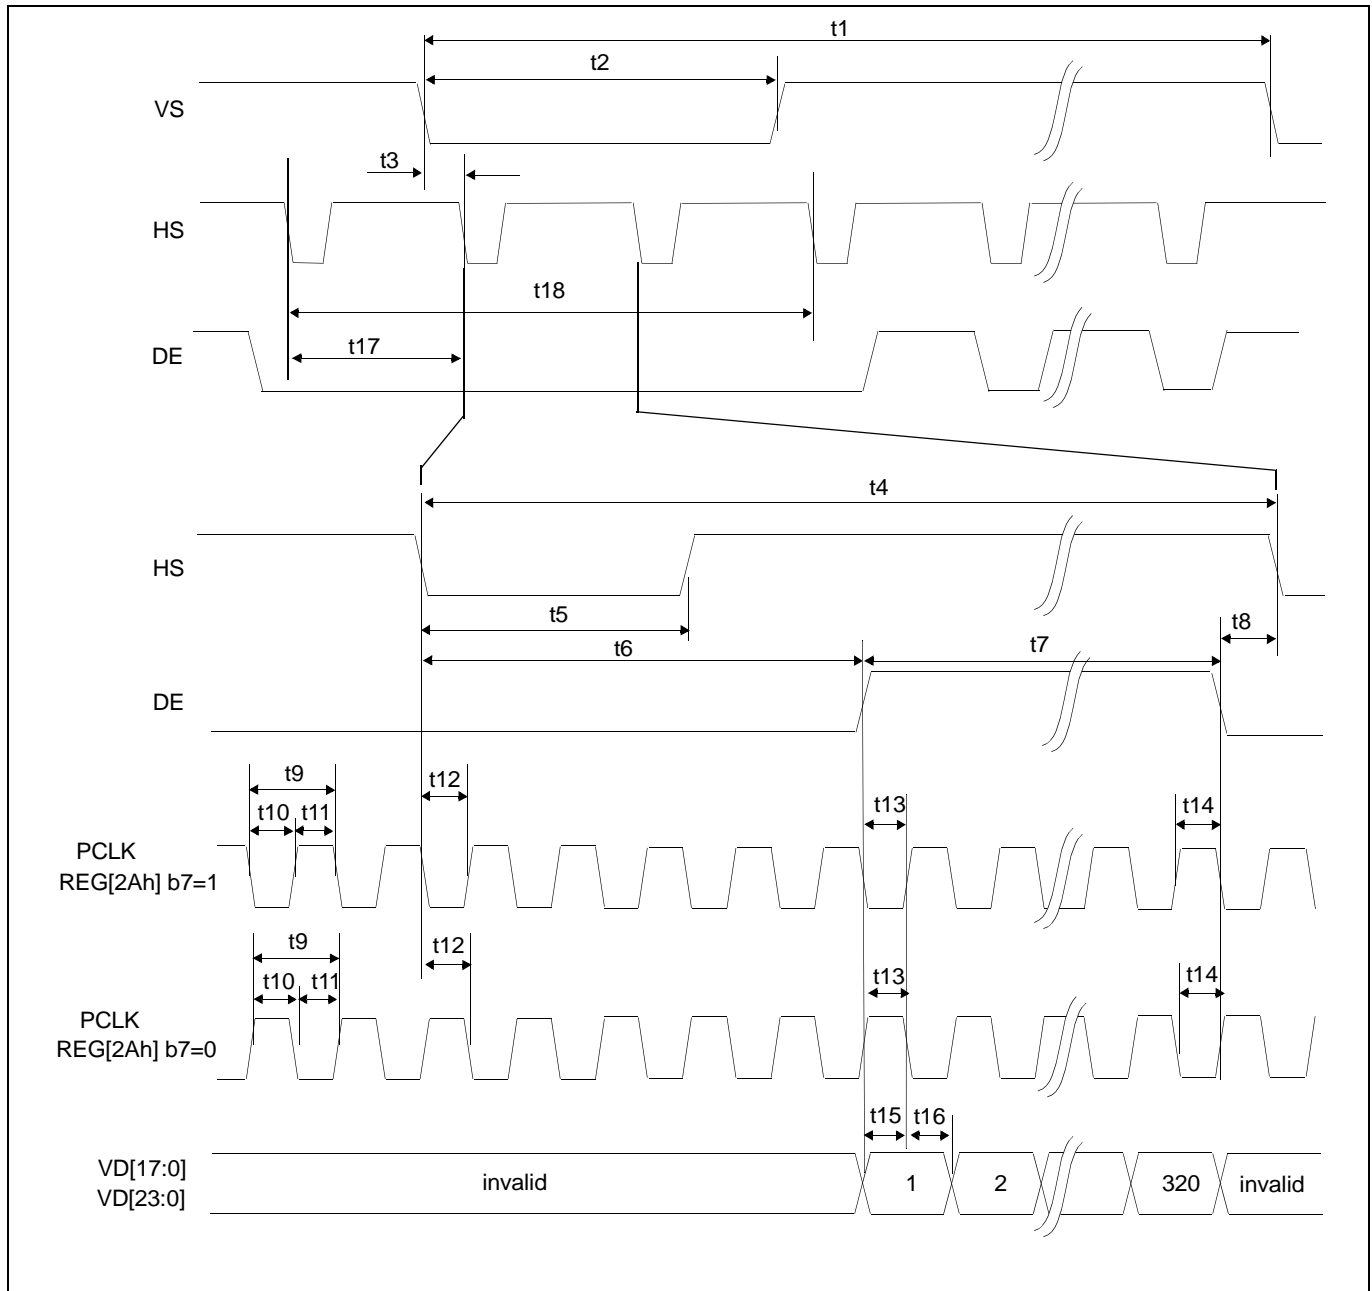 t1
t2
VS
t3
HS
t18
t17
DE
t4
HS
t5
t8
t6
t7
DE
t9
t12
t10 t11
t13
t14
PCLK
REG[2Ah] b7=1
t9
t12
t10 t11
t13
t14
PCLK
REG[2Ah] b7=0
t15 t16
VD[17:0]
VD[23:0]
invalid 1 2 320 invalid